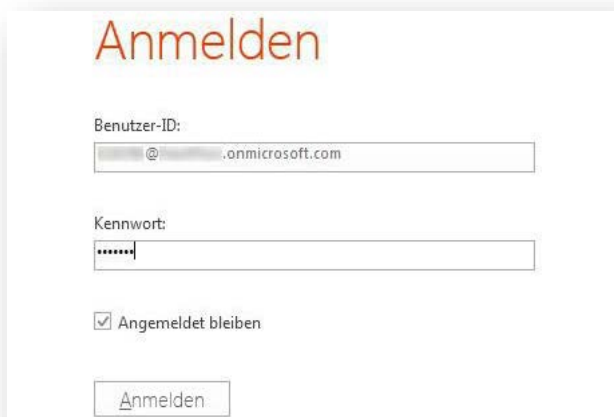 Anmelden
Benutzer-ID:
@ .onmicrosoft.com
Kennwort:
•••••••
Angemeldet bleiben
Anmelden